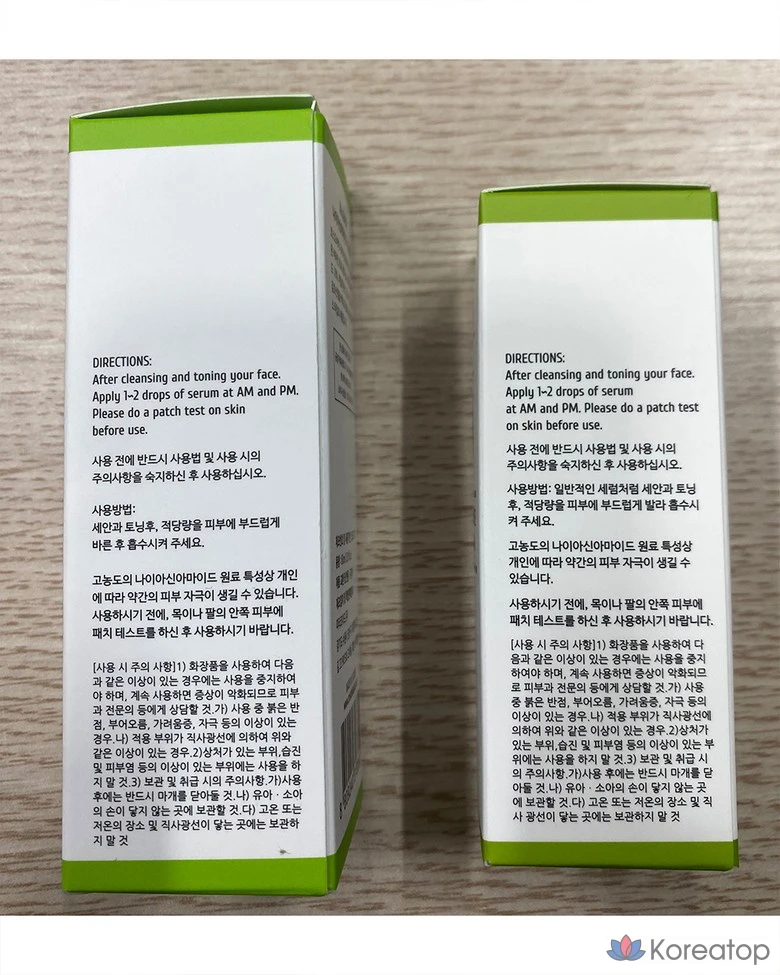 DIRECTIONS:
After cleansing and toning your face.
Apply 1~2 drops of serum at AM and PM.
Please do a patch test on skin
before use.
사용 전에 반드시 사용법 및 사용 시의
주의사항을 숙지하신 후 사용하십시오.
사용방법:
세안과 토닝후, 적당량을 피부에 부드럽게
바른 후 흡수시켜 주세요.
고농도의 나이아신아마이드 원료 특성상 개인
에 따라 약간의 피부 자극이 생길 수 있습니다.
사용하시기 전에, 목이나 팔의 안쪽 피부에
패치 테스트를 하신 후 사용하시기 바랍니다.
[사용 시 주의 사항]1) 화장품을 사용하여 다음
과 같은 이상이 있는 경우에는 사용을 중지하여
야 하며, 계속 사용하면 증상이 악화되므로 피부
과 전문의 등에게 상담할 것.가) 사용 중 붉은 반
점, 부어오름, 가려움증, 자극 등의 이상이 있는
경우.나) 적용 부위가 직사광선에 의하여 위와
같은 이상이 있는 경우.2)상처가 있는 부위,습진
및 피부염 등의 이상이 있는 부위에는 사용을 하
지 말 것.3) 보관 및 취급 시의 주의사항.가)사용
후에는 반드시 마개를 닫아둘 것.나) 유아·소아
의 손이 닿지 않는 곳에 보관할 것.다) 고온 또는
저온의 장소 및 직사광선이 닿는 곳에는 보관하
지 말 것
DIRECTIONS:
After cleansing and toning your face.
Apply 1~2 drops of serum
at AM and PM. Please do a patch test
on skin before use.
사용 전에 반드시 사용법 및 사용 시의
주의사항을 숙지하신 후 사용하십시오.
사용방법: 일반적인 세럼처럼 세안과 토닝
후, 적당량을 피부에 부드럽게 발라 흡수시
켜 주세요.
고농도의 나이아신아마이드 원료 특성상
개인에 따라 약간의 피부 자극이 생길 수
있습니다.
사용하시기 전에, 목이나 팔의 안쪽 피부에
패치 테스트를 하신 후 사용하시기 바랍니다.
[사용 시 주의 사항]1) 화장품을 사용하여 다
음과 같은 이상이 있는 경우에는 사용을 중지
하여야 하며, 계속 사용하면 증상이 악화되므
로 피부과 전문의 등에게 상담할 것.가) 사용
중 붉은 반점, 부어오름, 가려움증, 자극 등의
이상이 있는 경우.나) 적용 부위가 직사광선에
의하여 위와 같은 이상이 있는 경우.2)상처가
있는 부위,습진 및 피부염 등의 이상이 있는 부
위에는 사용을 하지 말 것.3) 보관 및 취급 시
의 주의사항.가)사용 후에는 반드시 마개를 닫
아둘 것.나) 유아·소아의 손이 닿지 않는 곳
에 보관할 것.다) 고온 또는 저온의 장소 및 직
사 광선이 닿는 곳에는 보관하지 말 것
Koreatop